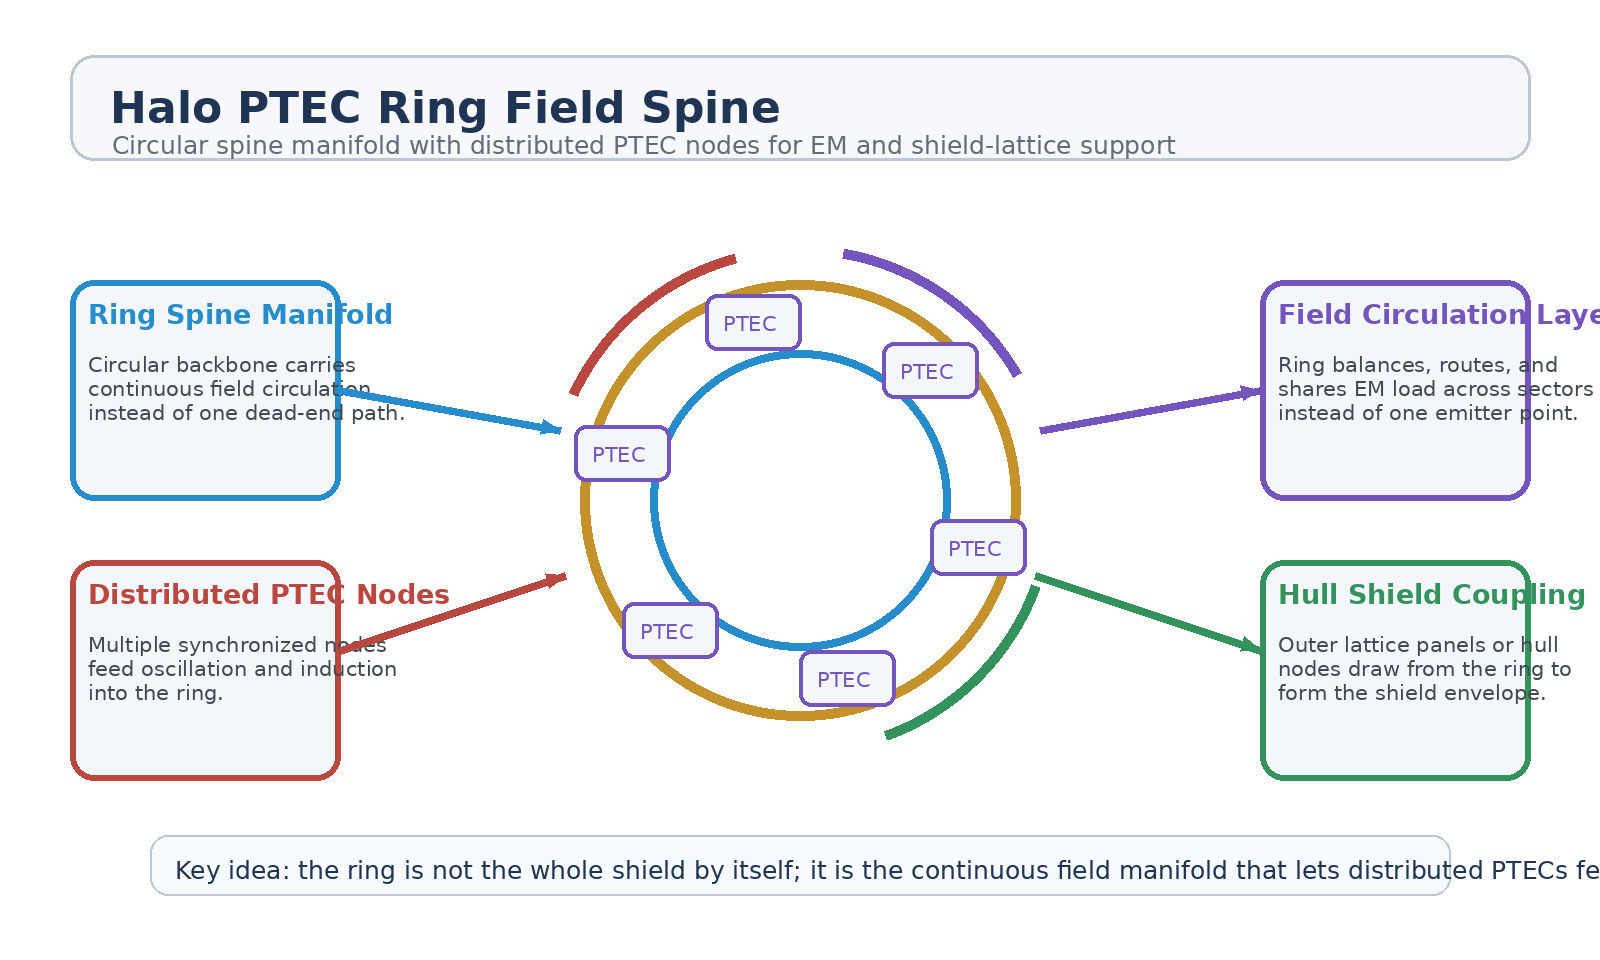 Halo PTEC Ring Field Spine
Circular spine manifold with distributed PTEC nodes for EM and shield-lattice support
Ring Spine Manifold
Circular backbone carries
continuous field circulation
instead of one dead-end path.
Distributed PTEC Nodes
Multiple synchronized nodes
feed oscillation and induction
into the ring.
PTEC
PTEC
PTEC
PTEC
PTEC
PTEC
Field Circulation Laye
Ring balances, routes, and
shares EM load across sectors
instead of one emitter point.
Hull Shield Coupling
Outer lattice panels or hull
nodes draw from the ring to
form the shield envelope.
Key idea: the ring is not the whole shield by itself; it is the continuous field manifold that lets distributed PTECs fe